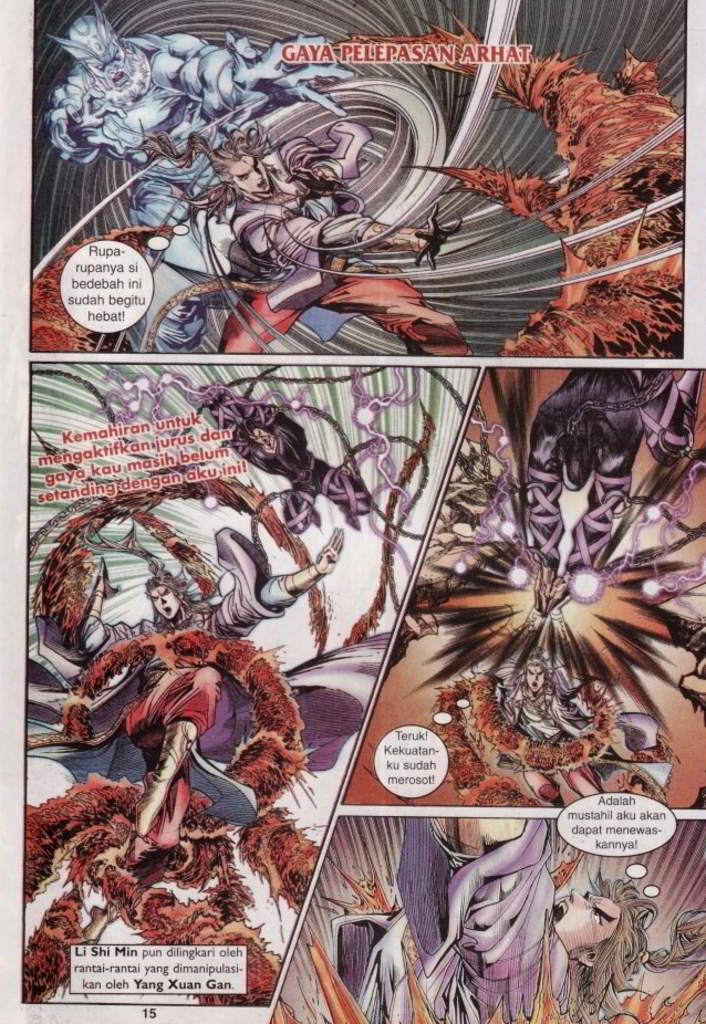 GAYA PELEPASAN ARHAT
Rupa-
rupanya si
bedebah ini
sudah begitu
hebat!
Kemahiran untuk
mengaktifkan jurus dan
gaya kau masih belum
setanding dengan aku ini!
Teruk!
Kekuatan-
ku sudah
merosot!
Adalah
mustahil aku akan
dapat menewas-
kannya!
Li Shi Min pun dilingkari oleh
rantai-rantai yang dimanipulasi-
kan oleh Yang Xuan Gan.
15